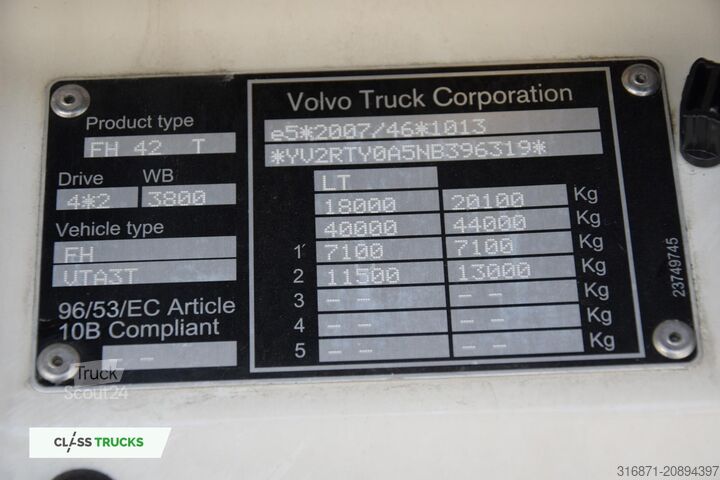 Product type
FH 42 T
Drive WB
4*2 3800
Vehicle type
FH
VTA3T
96/53/EC Article
10B Compliant
- -
Volvo Truck Corporation
e5*2007/46*1013
*YV2RTY0A5NB396319*
LT
18000 20100 Kg
40000 44000 Kg
1 7100 7100 Kg
2 11500 13000 Kg
3 -- -- Kg
4 -- -- Kg
5 -- -- Kg
23749745
Truck
Scout24
CLASS TRUCKS
316871-20894397